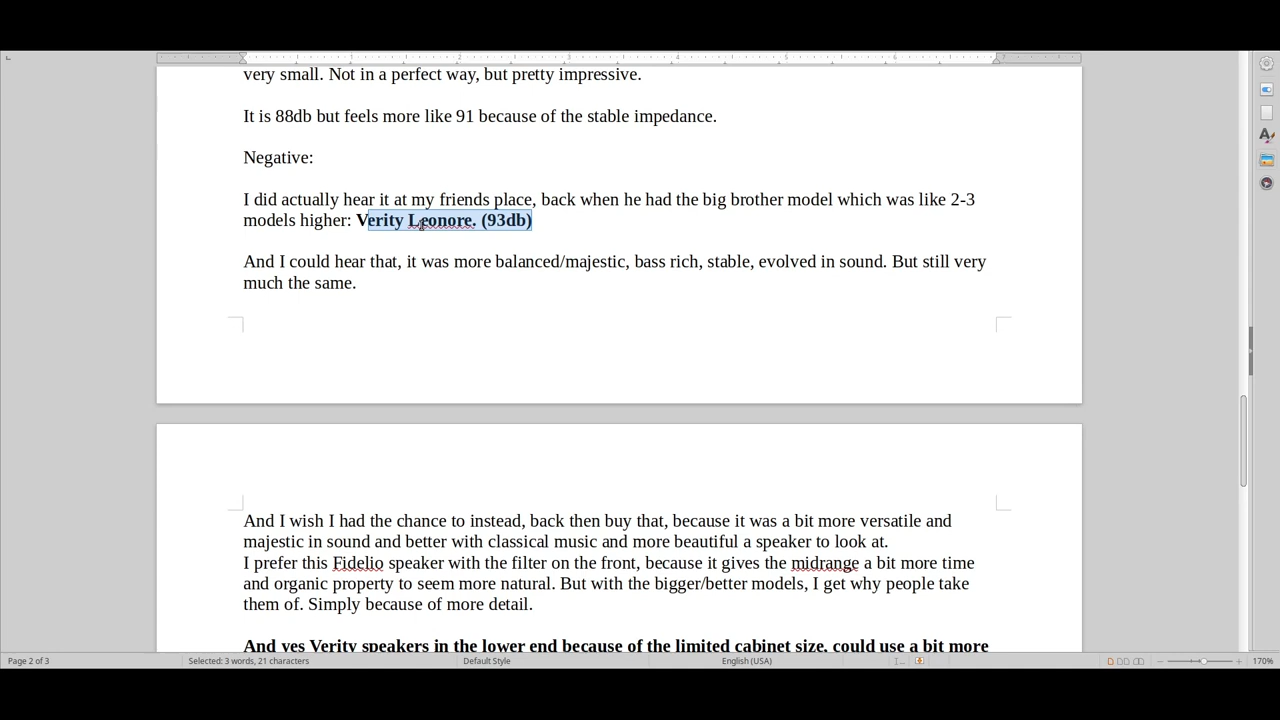 very small. Not in a perfect way, but pretty impressive.
It is 88db but feels more like 91 because of the stable impedance.
Negative:
I did actually hear it at my friends place, back when he had the big brother model which was like 2-3
models higher: Verity Leonore. (93db)
And I could hear that, it was more balanced/majestic, bass rich, stable, evolved in sound. But still very
much the same.
And I wish I had the chance to instead, back then buy that, because it was a bit more versatile and
majestic in sound and better with classical music and more beautiful a speaker to look at.
I prefer this Fidelio speaker with the filter on the front, because it gives the midrange a bit more time
and organic property to seem more natural. But with the bigger/better models, I get why people take
them of. Simply because of more detail.
And yes Verity speakers in the lower end because of the limited cabinet size, could use a bit more
Page 2 of 3
Selected: 3 words, 21 characters
Default Style
English (USA)
170%